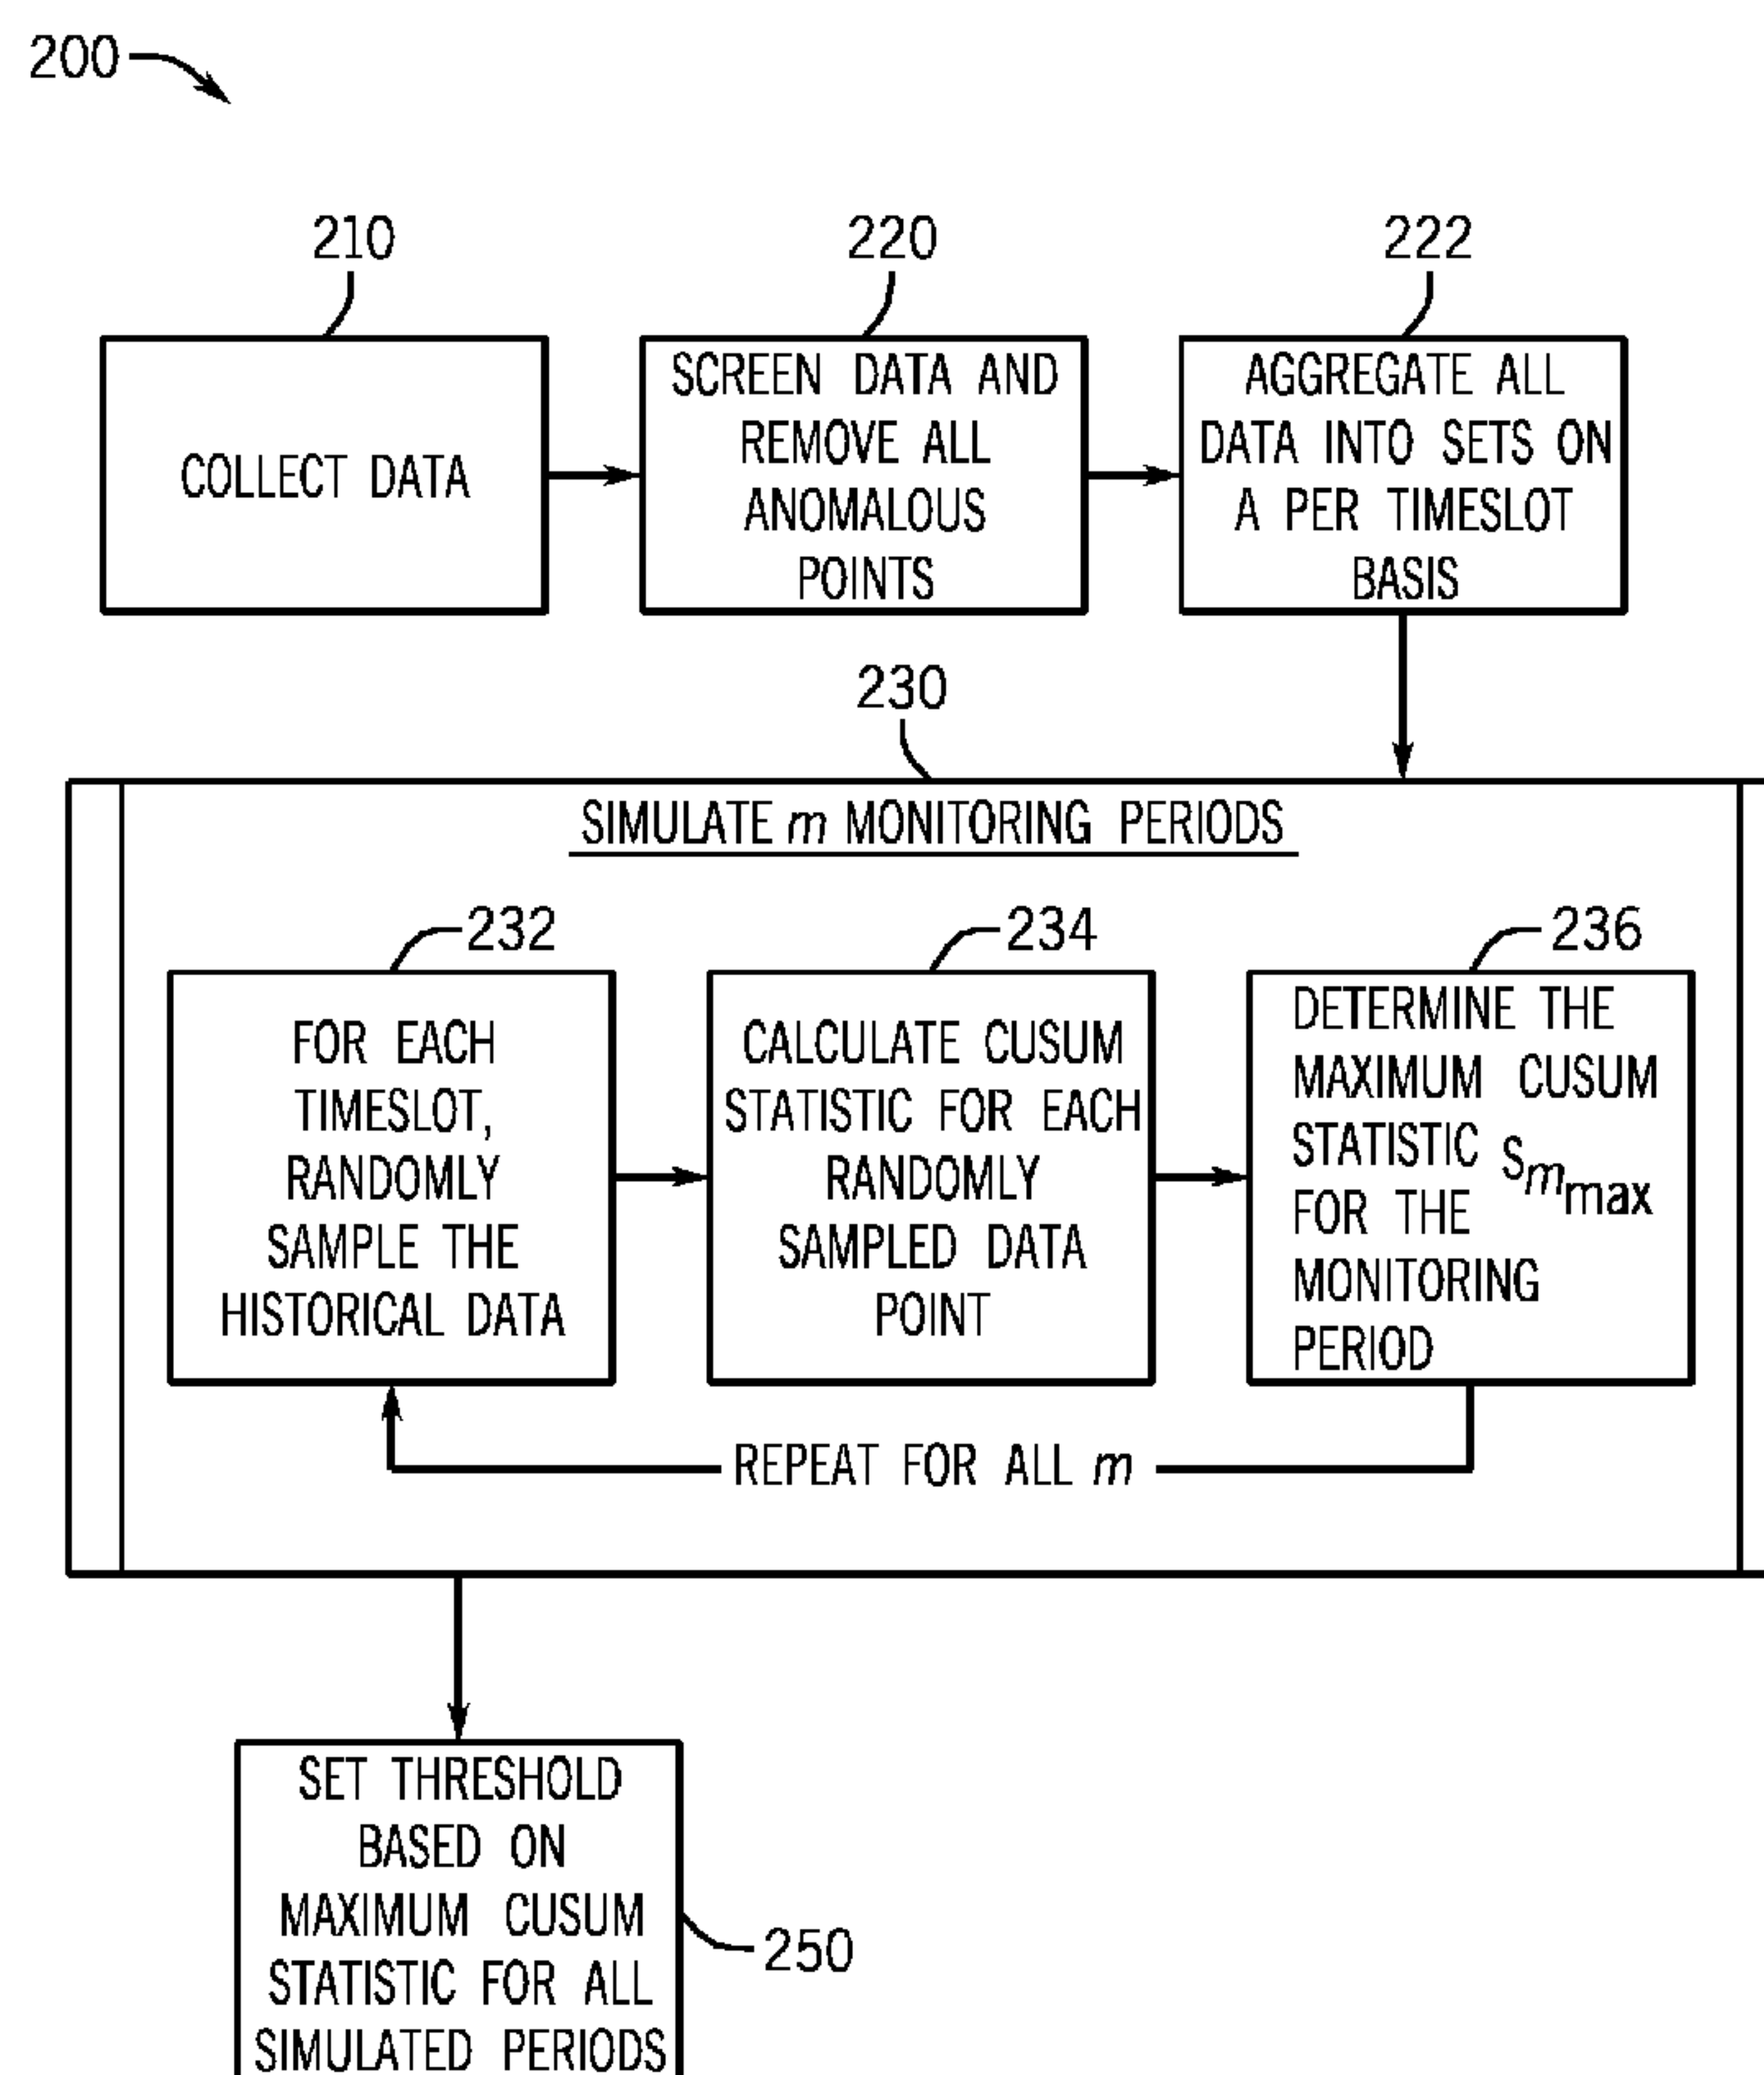 200
210
220
222
COLLECT DATA
SCREEN DATA AND
REMOVE ALL
ANOMALOUS
POINTS
AGGREGATE ALL
DATA INTO SETS ON
A PER TIMESLOT
BASIS
230
SIMULATE m MONITORING PERIODS
232
234
236
FOR EACH
TIMESLOT,
RANDOMLY
SAMPLE THE
HISTORICAL DATA
CALCULATE CUSUM
STATISTIC FOR EACH
RANDOMLY
SAMPLED DATA
POINT
DETERMINE THE
MAXIMUM CUSUM
STATISTIC Smmax
FOR THE
MONITORING
PERIOD
REPEAT FOR ALL m
SET THRESHOLD
BASED ON
MAXIMUM CUSUM
STATISTIC FOR ALL
SIMULATED PERIODS
250